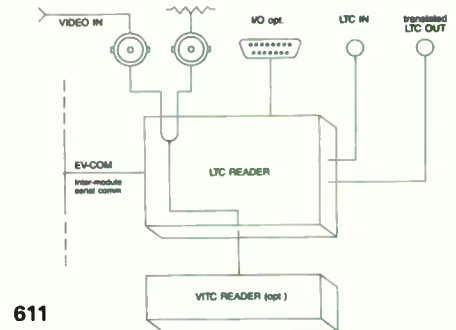 VIDEO IN
I/O opt.
LTC IN
translated
LTC OUT
EV-COM
Inter-module
serial comm
LTC READER
VITC READER (opt)
611